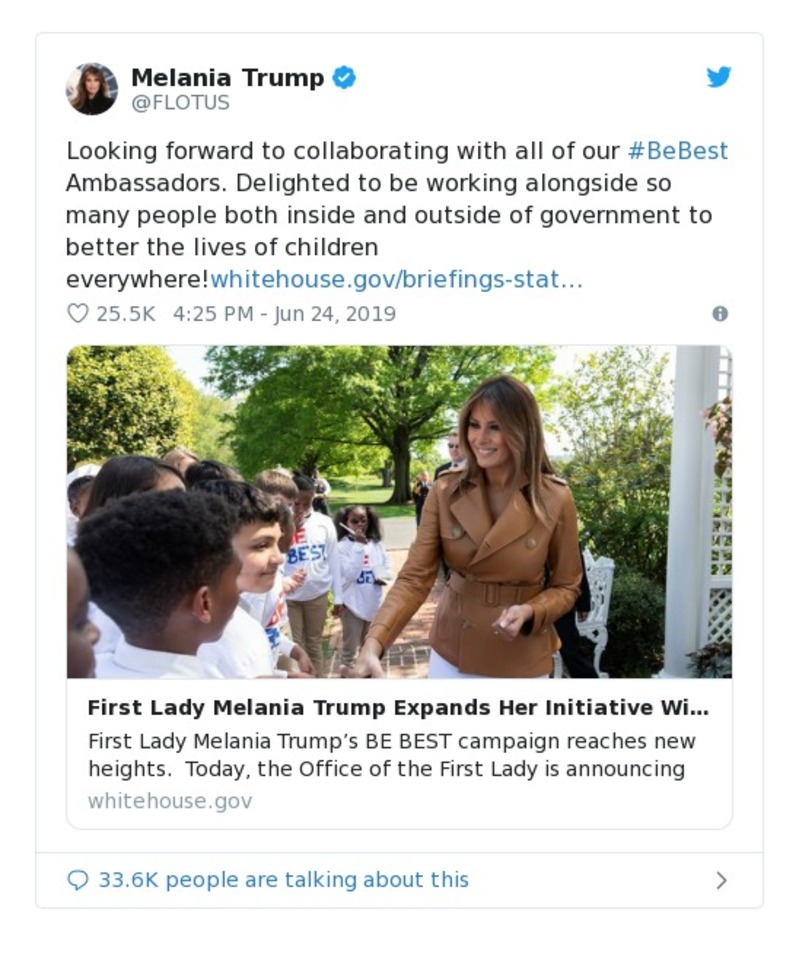 Melania Trump
@FLOTUS
Looking forward to collaborating with all of our #BeBest
Ambassadors. Delighted to be working alongside so
many people both inside and outside of government to
better the lives of children
everywhere!whitehouse.gov/briefings-stat…
25.5K 4:25 PM - Jun 24, 2019
BEST
BE
First Lady Melania Trump Expands Her Initiative Wi…
First Lady Melania Trump’s BE BEST campaign reaches new
heights.  Today, the Office of the First Lady is announcing
whitehouse.gov
33.6K people are talking about this